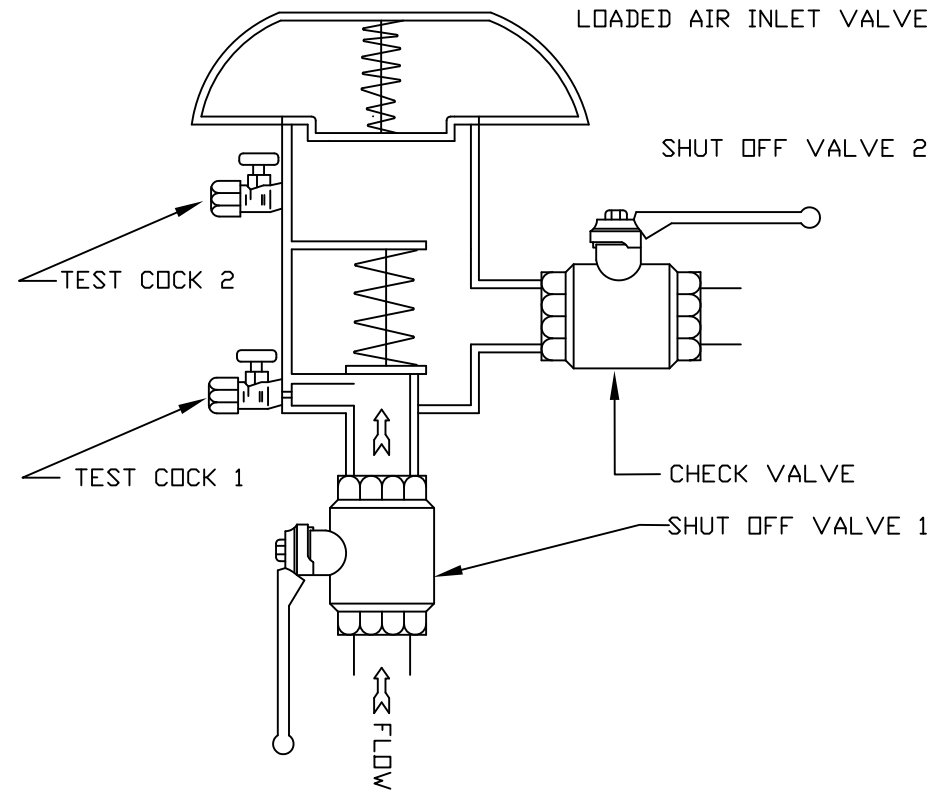 LOADED AIR INLET VALVE
SHUT OFF VALVE 2
TEST COCK 2
TEST COCK 1
CHECK VALVE
SHUT OFF VALVE 1
FLOW